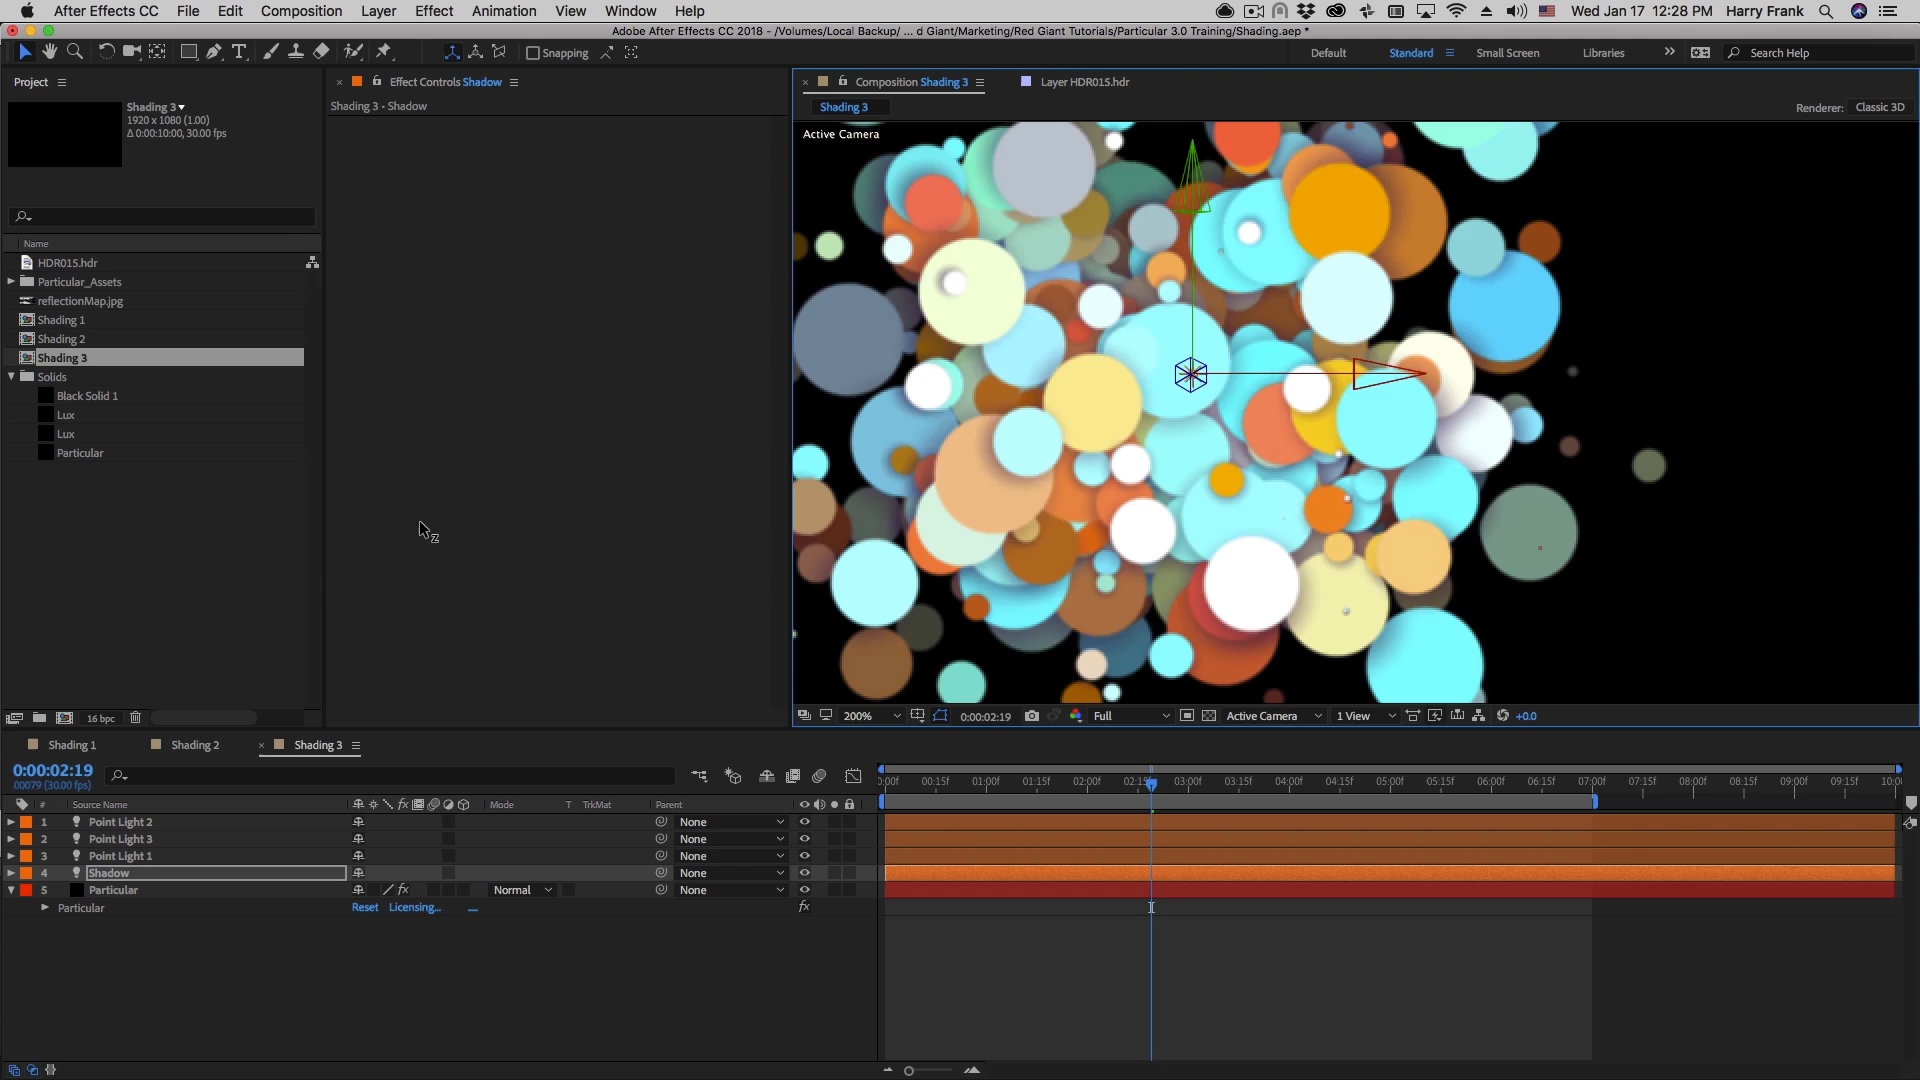 After Effects CC File Edit Composition Layer Effect Animation View Window Help
Wed Jan 17 12:28 PM Harry Frank
Adobe After Effects CC 2018 - /Volumes/Local Backup/ ... d Giant/Marketing/Red Giant Tutorials/Particular 3.0 Training/Shading.aep *
Snapping
Default Standard Small Screen Libraries Search Help
Project
Effect Controls Shadow
Composition Shading 3
Layer HDR015.hdr
Shading 3
1920 x 1080 (1.00)
Δ 0:00:10:00, 30.00 fps
Shading 3 • Shadow
Shading 3
Renderer: Classic 3D
Active Camera
Name
HDR015.hdr
Particular_Assets
reflectionMap.jpg
Shading 1
Shading 2
Shading 3
Solids
Black Solid 1
Lux
Lux
Particular
16 bpc
200% 0:00:02:19 Full Active Camera 1 View +0.0
Shading 1 Shading 2 Shading 3
0:00:02:19
00079 (30.00 fps)
:00f 00:15f 01:00f 01:15f 02:00f 02:15f 03:00f 03:15f 04:00f 04:15f 05:00f 05:15f 06:00f 06:15f 07:00f 07:15f 08:00f 08:15f 09:00f 09:15f 10:0
# Source Name fx Mode T TrkMat Parent
1 Point Light 2 None
2 Point Light 3 None
3 Point Light 1 None
4 Shadow None
5 Particular fx Normal None
Particular Reset Licensing... ... fx